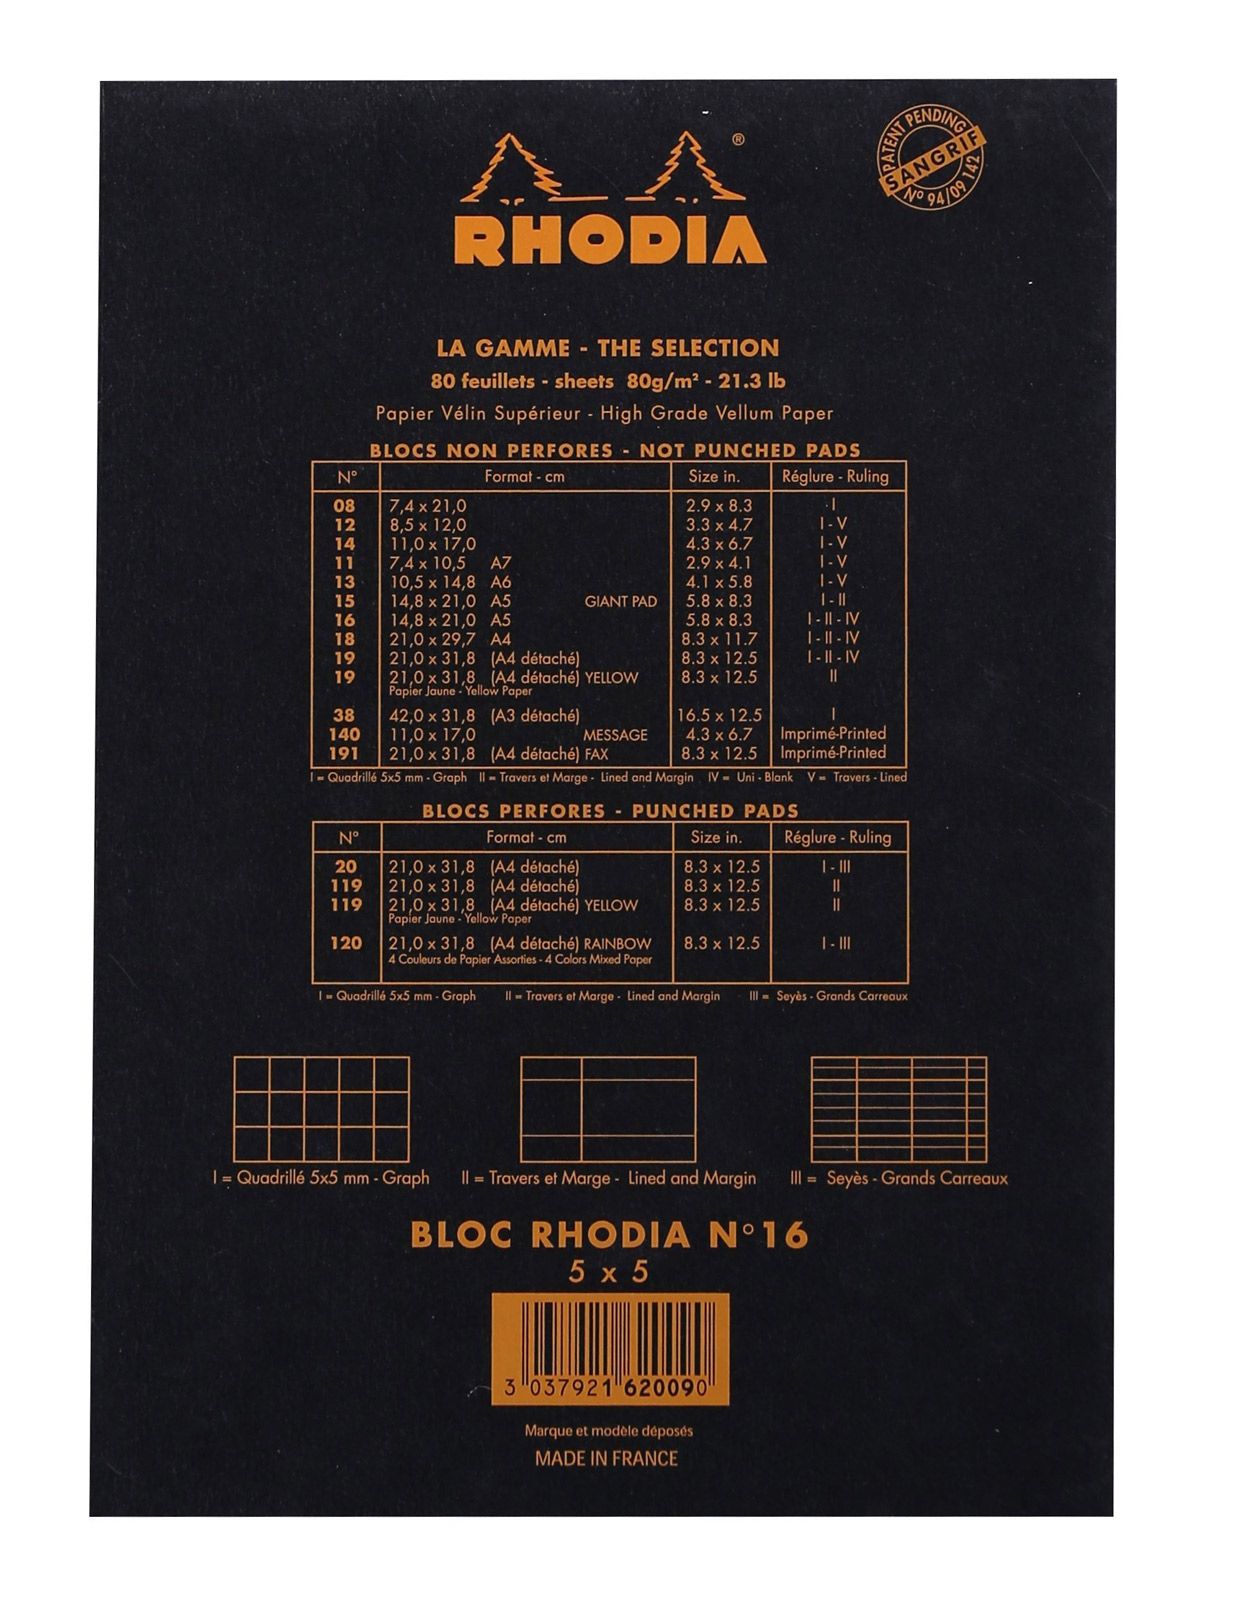 PATENT PENDING
SANGRIF
N° 94/09 142
®
RHODIA
LA GAMME - THE SELECTION
80 feuillets - sheets 80g/m² - 21.3 lb
Papier Vélin Supérieur - High Grade Vellum Paper
BLOCS NON PERFORES - NOT PUNCHED PADS
N° Format - cm Size in. Réglure - Ruling
08 7,4 x 21,0 2.9 x 8.3 I
12 8,5 x 12,0 3.3 x 4.7 I - V
14 11,0 x 17,0 4.3 x 6.7 I - V
11 7,4 x 10,5 A7 2.9 x 4.1 I - V
13 10,5 x 14,8 A6 4.1 x 5.8 I - V
15 14,8 x 21,0 A5 GIANT PAD 5.8 x 8.3 I - II
16 14,8 x 21,0 A5 5.8 x 8.3 I - II - IV
18 21,0 x 29,7 A4 8.3 x 11.7 I - II - IV
19 21,0 x 31,8 (A4 détaché) 8.3 x 12.5 I - II - IV
19 21,0 x 31,8 (A4 détaché) YELLOW 8.3 x 12.5 II
Papier Jaune - Yellow Paper
38 42,0 x 31,8 (A3 détaché) 16.5 x 12.5 I
140 11,0 x 17,0 MESSAGE 4.3 x 6.7 Imprimé-Printed
191 21,0 x 31,8 (A4 détaché) FAX 8.3 x 12.5 Imprimé-Printed
I = Quadrillé 5x5 mm - Graph II = Travers et Marge - Lined and Margin IV = Uni - Blank V = Travers - Lined
BLOCS PERFORES - PUNCHED PADS
N° Format - cm Size in. Réglure - Ruling
20 21,0 x 31,8 (A4 détaché) 8.3 x 12.5 I - III
119 21,0 x 31,8 (A4 détaché) 8.3 x 12.5 II
119 21,0 x 31,8 (A4 détaché) YELLOW 8.3 x 12.5 II
Papier Jaune - Yellow Paper
120 21,0 x 31,8 (A4 détaché) RAINBOW 8.3 x 12.5 I - III
4 Couleurs de Papier Assorties - 4 Colors Mixed Paper
I = Quadrillé 5x5 mm - Graph II = Travers et Marge - Lined and Margin III = Seyès - Grands Carreaux
I = Quadrillé 5x5 mm - Graph II = Travers et Marge - Lined and Margin III = Seyès - Grands Carreaux
BLOC RHODIA N° 16
5 x 5
3 037921 620090
Marque et modèle déposés
MADE IN FRANCE